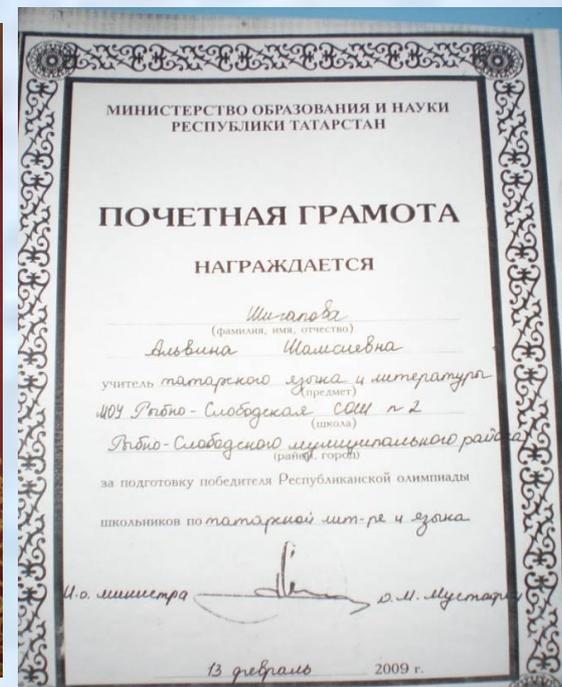 МИНИСТЕРСТВО ОБРАЗОВАНИЯ И НАУКИ
РЕСПУБЛИКИ ТАТАРСТАН
ПОЧЕТНАЯ ГРАМОТА
НАГРАЖДАЕТСЯ
Шигапова
(фамилия, имя, отчество)
Альвина Шамсиевна
учитель татарского языка и литературы
(предмет)
МОУ Рыбно-Слободская СОШ № 2
(школа)
Рыбно-Слободского муниципального района
(район, город)
за подготовку победителя Республиканской олимпиады
школьников по татарской лит-ре и языка
И.о. министра Д.М. Мустафин
13 февраль 2009 г.